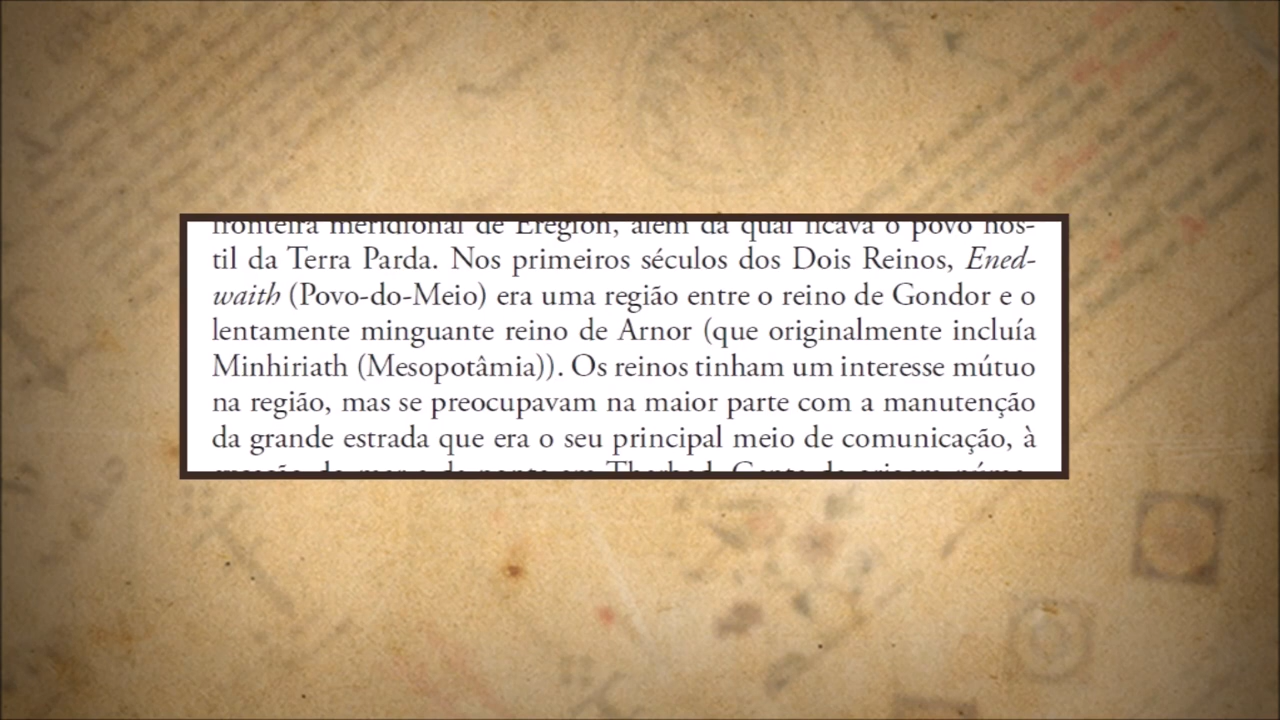 fronteira meridional de Eregion, além da qual ficava o povo hos-
til da Terra Parda. Nos primeiros séculos dos Dois Reinos, Ened-
waith (Povo-do-Meio) era uma região entre o reino de Gondor e o
lentamente minguante reino de Arnor (que originalmente incluía
Minhiriath (Mesopotâmia)). Os reinos tinham um interesse mútuo
na região, mas se preocupavam na maior parte com a manutenção
da grande estrada que era o seu principal meio de comunicação, à